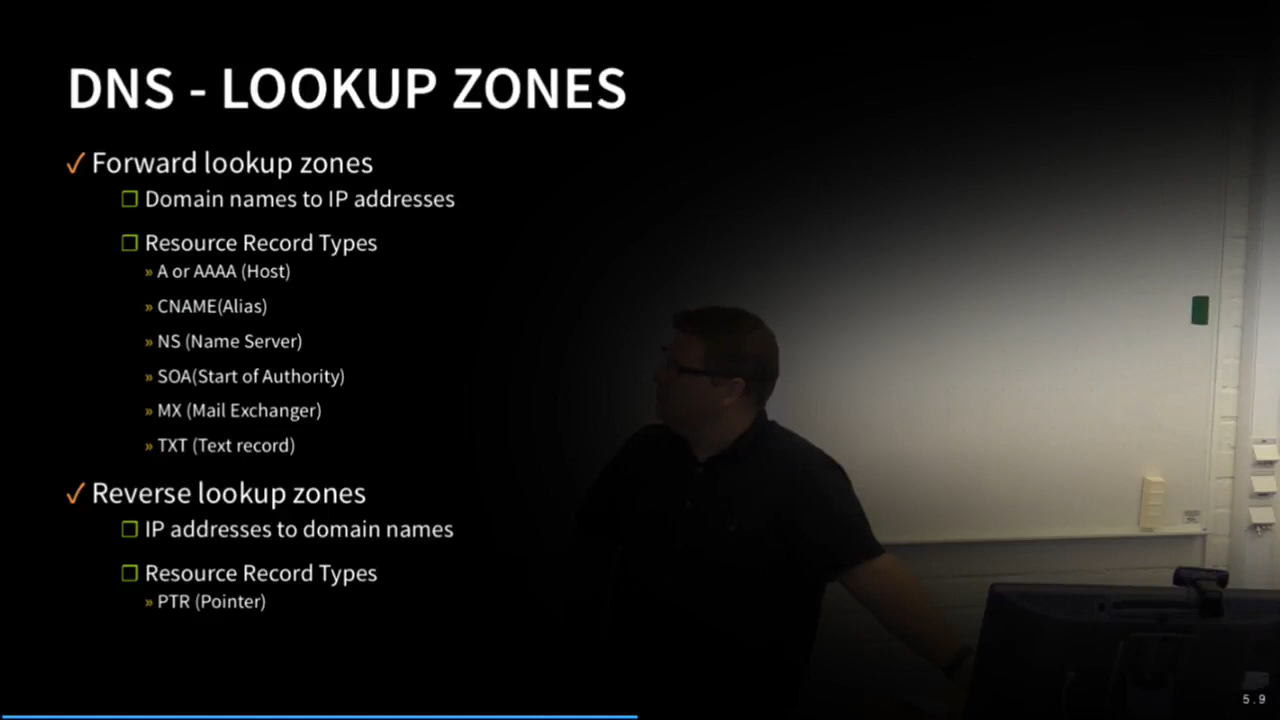 DNS - LOOKUP ZONES
✓ Forward lookup zones
❐ Domain names to IP addresses
❐ Resource Record Types
» A or AAAA (Host)
» CNAME(Alias)
» NS (Name Server)
» SOA(Start of Authority)
» MX (Mail Exchanger)
» TXT (Text record)
✓ Reverse lookup zones
❐ IP addresses to domain names
❐ Resource Record Types
» PTR (Pointer)
5.9